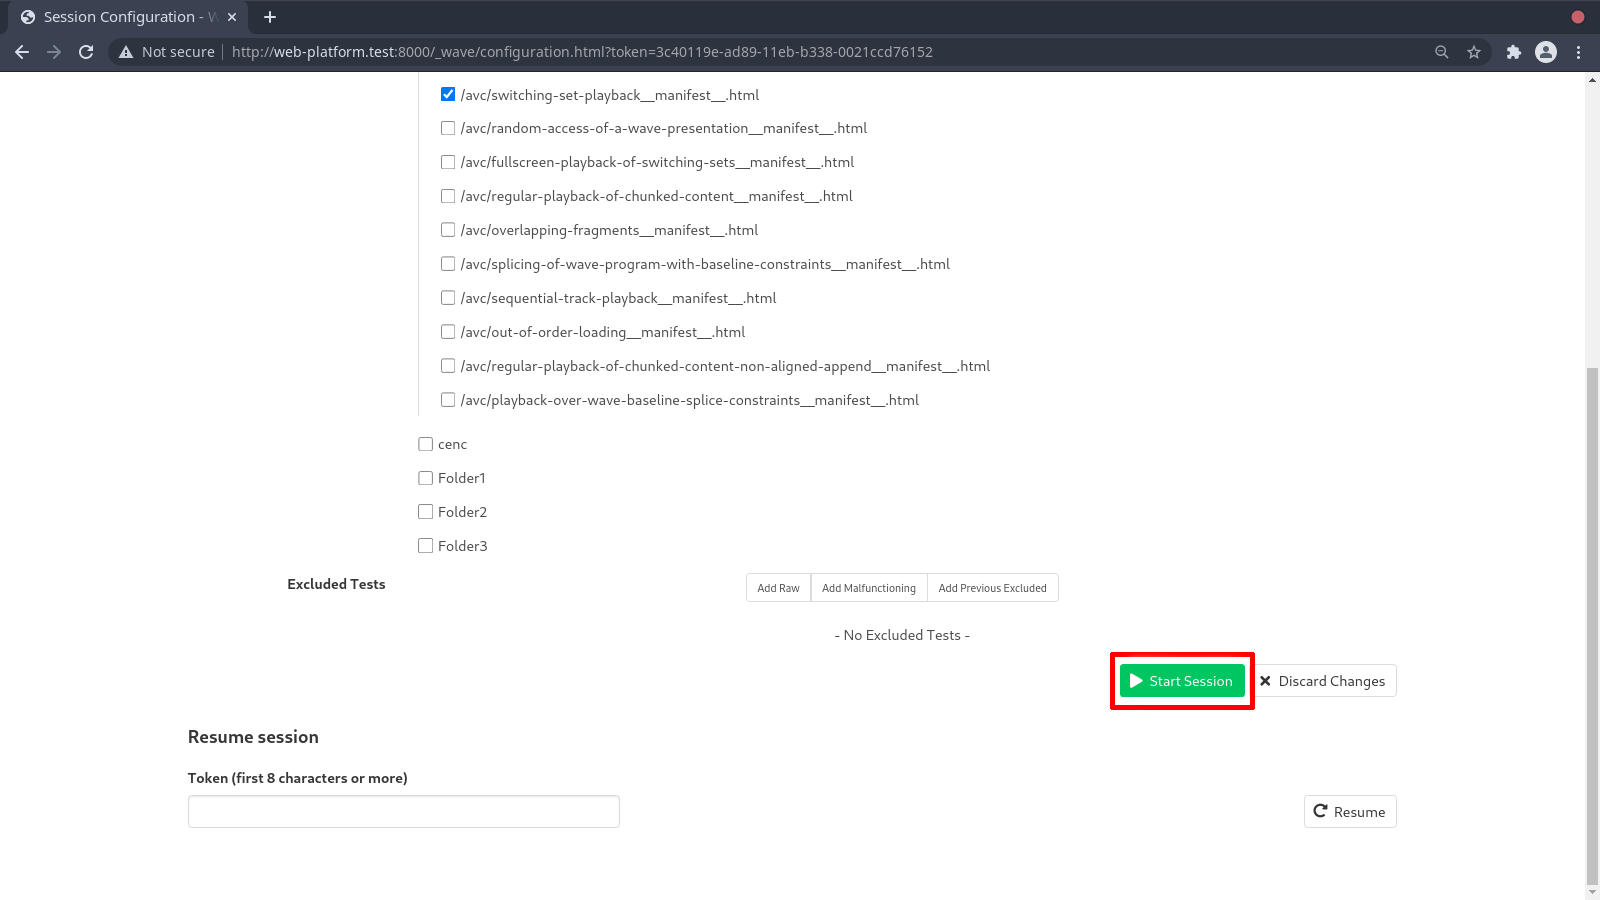 Session Configuration - W
Not secure http://web-platform.test:8000/_wave/configuration.html?token=3c40119e-ad89-11eb-b338-0021ccd76152
/avc/switching-set-playback__manifest__.html
/avc/random-access-of-a-wave-presentation__manifest__.html
/avc/fullscreen-playback-of-switching-sets__manifest__.html
/avc/regular-playback-of-chunked-content__manifest__.html
/avc/overlapping-fragments__manifest__.html
/avc/splicing-of-wave-program-with-baseline-constraints__manifest__.html
/avc/sequential-track-playback__manifest__.html
/avc/out-of-order-loading__manifest__.html
/avc/regular-playback-of-chunked-content-non-aligned-append__manifest__.html
/avc/playback-over-wave-baseline-splice-constraints__manifest__.html
cenc
Folder1
Folder2
Folder3
Excluded Tests Add Raw Add Malfunctioning Add Previous Excluded
- No Excluded Tests -
Start Session Discard Changes
Resume session
Token (first 8 characters or more)
Resume